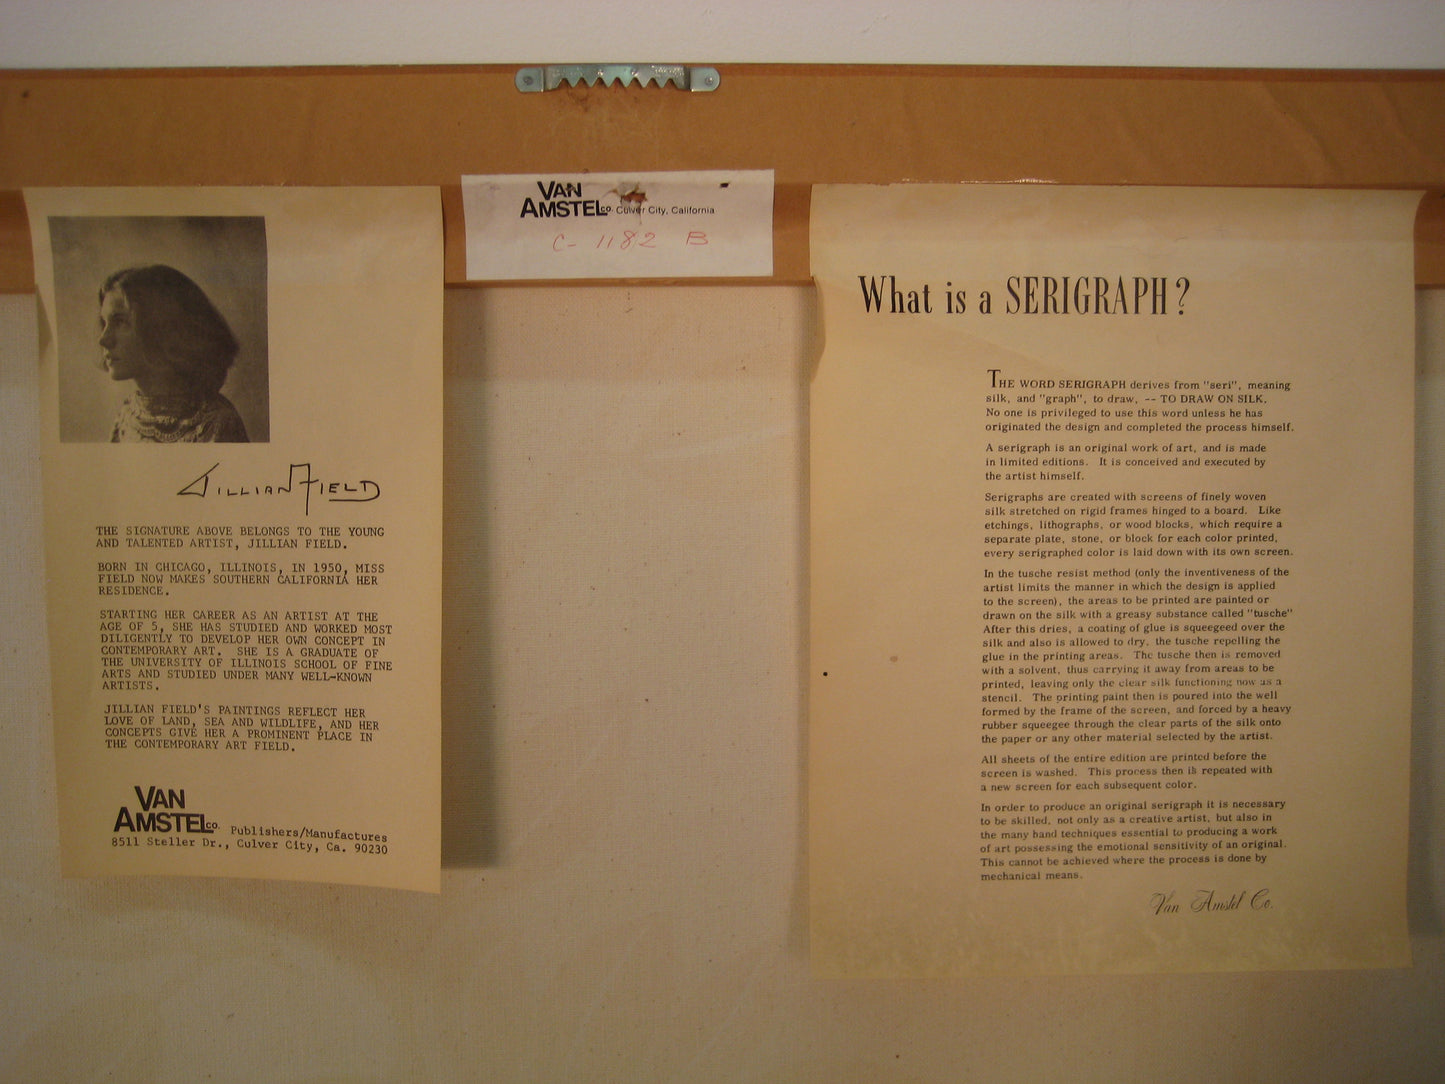 JILLIAN FIELD
THE SIGNATURE ABOVE BELONGS TO THE YOUNG
AND TALENTED ARTIST, JILLIAN FIELD.
BORN IN CHICAGO, ILLINOIS, IN 1950, MISS
FIELD NOW MAKES SOUTHERN CALIFORNIA HER
RESIDENCE.
STARTING HER CAREER AS AN ARTIST AT THE
AGE OF 5, SHE HAS STUDIED AND WORKED MOST
DILIGENTLY TO DEVELOP HER OWN CONCEPT IN
CONTEMPORARY ART. SHE IS A GRADUATE OF
THE UNIVERSITY OF ILLINOIS SCHOOL OF FINE
ARTS AND STUDIED UNDER MANY WELL-KNOWN
ARTISTS.
JILLIAN FIELD'S PAINTINGS REFLECT HER
LOVE OF LAND, SEA AND WILDLIFE, AND HER
CONCEPTS GIVE HER A PROMINENT PLACE IN
THE CONTEMPORARY ART FIELD.
VAN
AMSTEL CO. Publishers/Manufactures
8511 Steller Dr., Culver City, Ca. 90230
VAN
AMSTEL CO. Culver City, California
C- 1182 B
What is a SERIGRAPH?
THE WORD SERIGRAPH derives from "seri", meaning
silk, and "graph", to draw, -- TO DRAW ON SILK.
No one is privileged to use this word unless he has
originated the design and completed the process himself.
A serigraph is an original work of art, and is made
in limited editions. It is conceived and executed by
the artist himself.
Serigraphs are created with screens of finely woven
silk stretched on rigid frames hinged to a board. Like
etchings, lithographs, or wood blocks, which require a
separate plate, stone, or block for each color printed,
every serigraphed color is laid down with its own screen.
In the tusche resist method (only the inventiveness of the
artist limits the manner in which the design is applied
to the screen), the areas to be printed are painted or
drawn on the silk with a greasy substance called "tusche"
After this dries, a coating of glue is squeegeed over the
silk and also is allowed to dry, the tusche repelling the
glue in the printing areas. The tusche then is removed
with a solvent, thus carrying it away from areas to be
printed, leaving only the clear silk functioning now as a
stencil. The printing paint then is poured into the well
formed by the frame of the screen, and forced by a heavy
rubber squeegee through the clear parts of the silk onto
the paper or any other material selected by the artist.
All sheets of the entire edition are printed before the
screen is washed. This process then is repeated with
a new screen for each subsequent color.
In order to produce an original serigraph it is necessary
to be skilled, not only as a creative artist, but also in
the many hand techniques essential to producing a work
of art possessing the emotional sensitivity of an original.
This cannot be achieved where the process is done by
mechanical means.
Van Amstel Co.